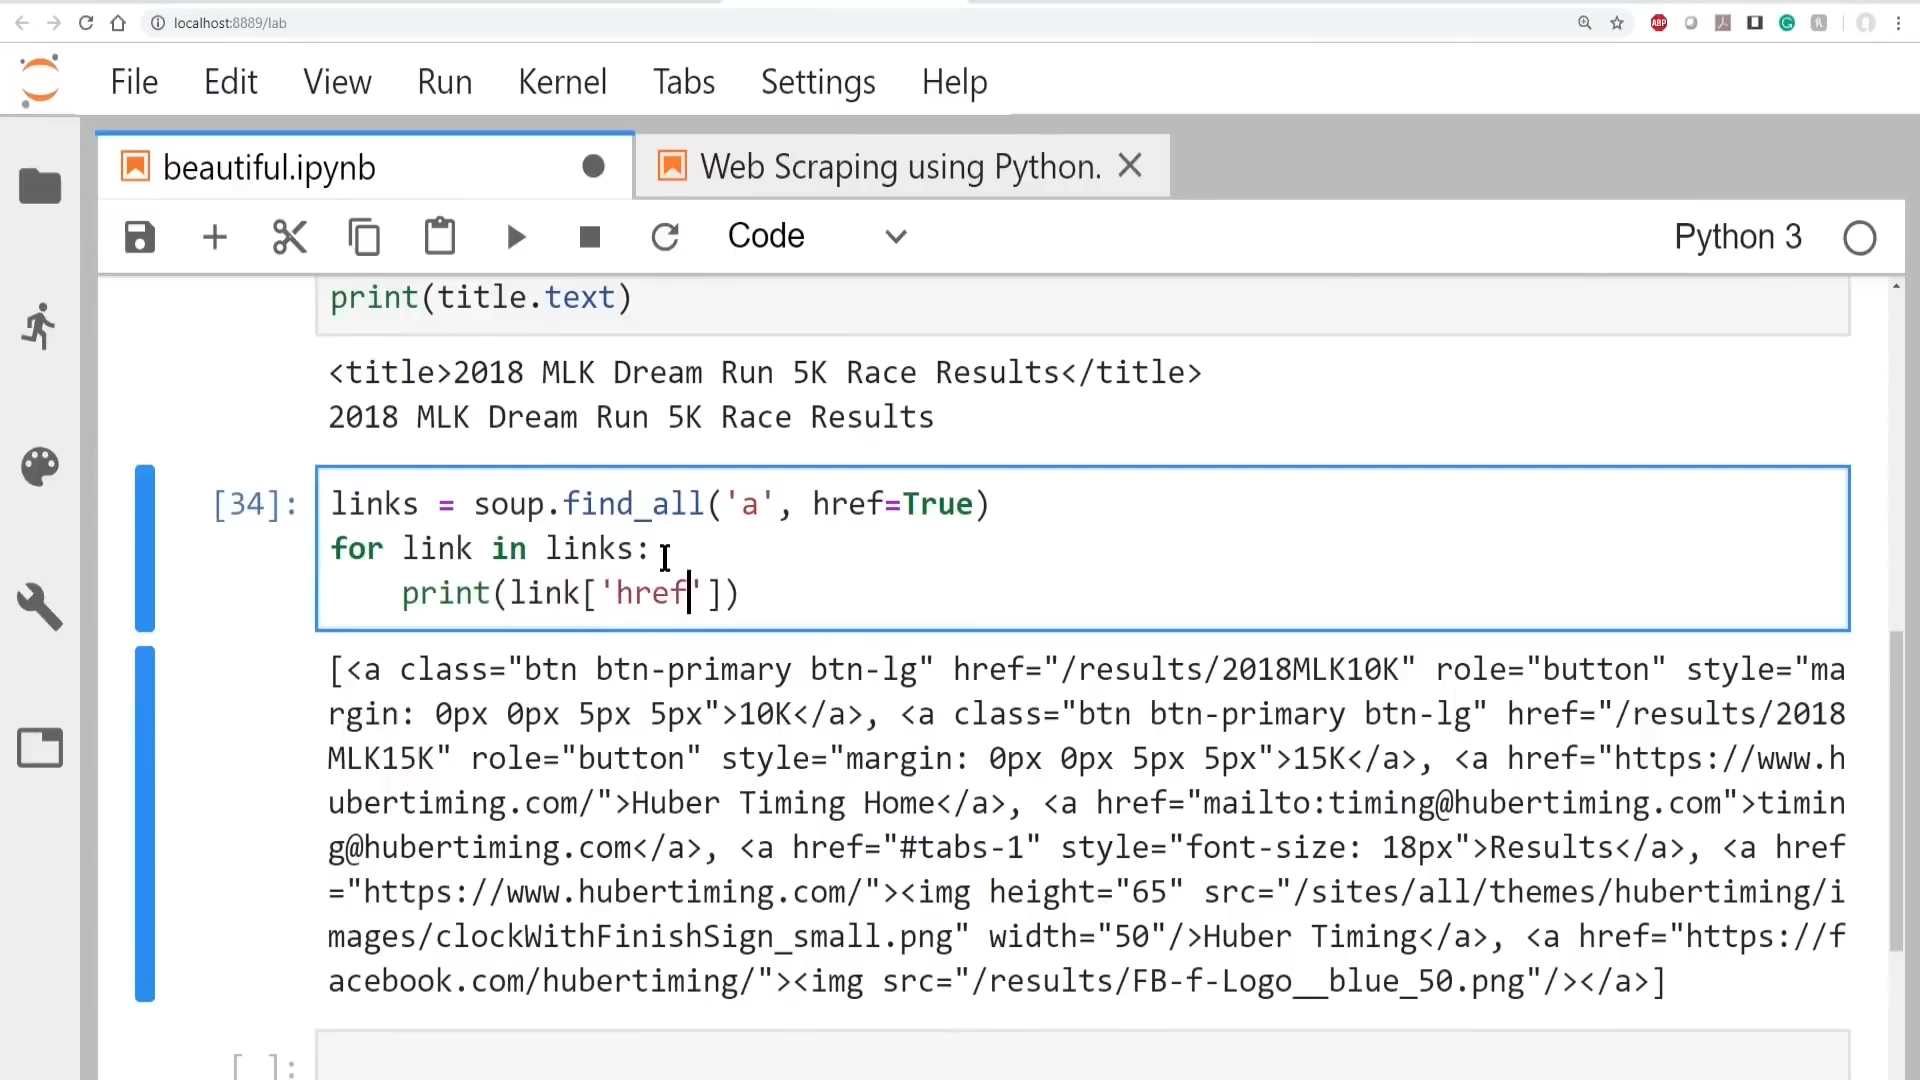 localhost:8889/lab
ABP
File Edit View Run Kernel Tabs Settings Help
beautiful.ipynb
Web Scraping using Python.
Code
Python 3
print(title.text)
<title>2018 MLK Dream Run 5K Race Results</title>
2018 MLK Dream Run 5K Race Results
[34]:
links = soup.find_all('a', href=True)
for link in links:
    print(link['href'])
[<a class="btn btn-primary btn-lg" href="/results/2018MLK10K" role="button" style="ma
rgin: 0px 0px 5px 5px">10K</a>, <a class="btn btn-primary btn-lg" href="/results/2018
MLK15K" role="button" style="margin: 0px 0px 5px 5px">15K</a>, <a href="https://www.h
ubertiming.com/">Huber Timing Home</a>, <a href="mailto:timing@hubertiming.com">timin
g@hubertiming.com</a>, <a href="#tabs-1" style="font-size: 18px">Results</a>, <a href
="https://www.hubertiming.com/"><img height="65" src="/sites/all/themes/hubertiming/i
mages/clockWithFinishSign_small.png" width="50"/>Huber Timing</a>, <a href="https://f
acebook.com/hubertiming/"><img src="/results/FB-f-Logo__blue_50.png"/></a>]
[ ]: